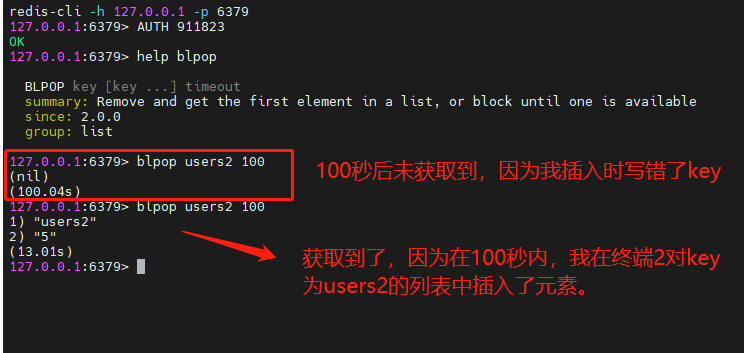 redis-cli -h 127.0.0.1 -p 6379
127.0.0.1:6379> AUTH 911823
OK
127.0.0.1:6379> help blpop
BLPOP key [key ...] timeout
summary: Remove and get the first element in a list, or block until one is available
since: 2.0.0
group: list
127.0.0.1:6379> blpop users2 100
(nil)
(100.04s)
100秒后未获取到，因为我插入时写错了key
127.0.0.1:6379> blpop users2 100
1) "users2"
2) "5"
(13.01s)
127.0.0.1:6379>
获取到了，因为在100秒内，我在终端2对key
为users2的列表中插入了元素。